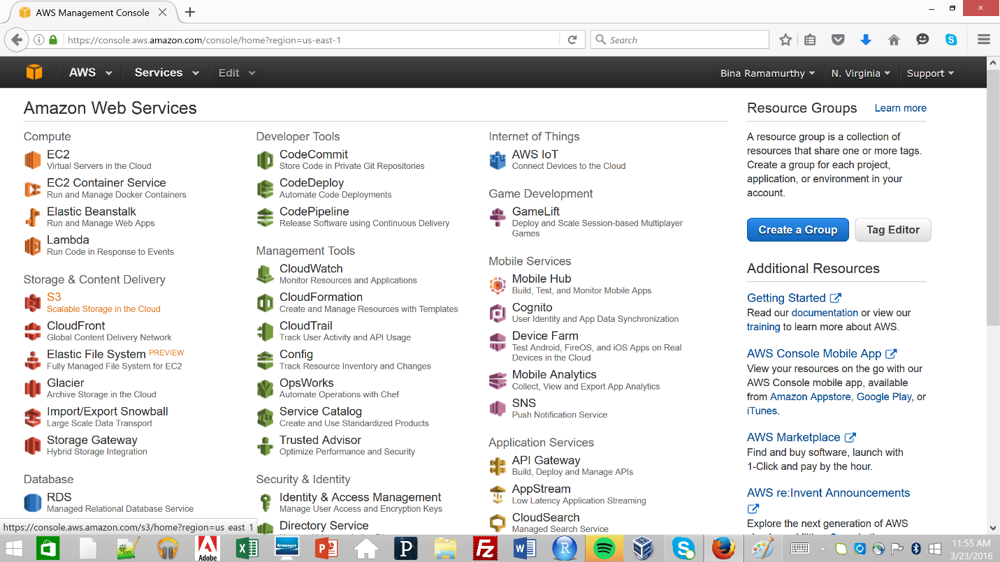 AWS Management Console
https://console.aws.amazon.com/console/home?region=us-east-1
Search
AWS
Services
Edit
Bina Ramamurthy
N. Virginia
Support
Amazon Web Services
Compute
EC2
Virtual Servers in the Cloud
EC2 Container Service
Run and Manage Docker Containers
Elastic Beanstalk
Run and Manage Web Apps
Lambda
Run Code in Response to Events
Storage & Content Delivery
S3
Scalable Storage in the Cloud
CloudFront
Global Content Delivery Network
Elastic File System PREVIEW
Fully Managed File System for EC2
Glacier
Archive Storage in the Cloud
Import/Export Snowball
Large Scale Data Transport
Storage Gateway
Hybrid Storage Integration
Database
RDS
Managed Relational Database Service
Developer Tools
CodeCommit
Store Code in Private Git Repositories
CodeDeploy
Automate Code Deployments
CodePipeline
Release Software using Continuous Delivery
Management Tools
CloudWatch
Monitor Resources and Applications
CloudFormation
Create and Manage Resources with Templates
CloudTrail
Track User Activity and API Usage
Config
Track Resource Inventory and Changes
OpsWorks
Automate Operations with Chef
Service Catalog
Create and Use Standardized Products
Trusted Advisor
Optimize Performance and Security
Security & Identity
Identity & Access Management
Manage User Access and Encryption Keys
Directory Service
Internet of Things
AWS IoT
Connect Devices to the Cloud
Game Development
GameLift
Deploy and Scale Session-based Multiplayer
Games
Mobile Services
Mobile Hub
Build, Test, and Monitor Mobile Apps
Cognito
User Identity and App Data Synchronization
Device Farm
Test Android, FireOS, and iOS Apps on Real
Devices in the Cloud
Mobile Analytics
Collect, View and Export App Analytics
SNS
Push Notification Service
Application Services
API Gateway
Build, Deploy and Manage APIs
AppStream
Low Latency Application Streaming
CloudSearch
Managed Search Service
Resource Groups
Learn more
A resource group is a collection of
resources that share one or more tags.
Create a group for each project,
application, or environment in your
account.
Create a Group
Tag Editor
Additional Resources
Getting Started
Read our documentation or view our
training to learn more about AWS.
AWS Console Mobile App
View your resources on the go with our
AWS Console mobile app, available
from Amazon Appstore, Google Play, or
iTunes.
AWS Marketplace
Find and buy software, launch with
1-Click and pay by the hour.
AWS re:Invent Announcements
Explore the next generation of AWS
https://console.aws.amazon.com/s3/home?region=us east 1
Adobe
11:55 AM
3/23/2016